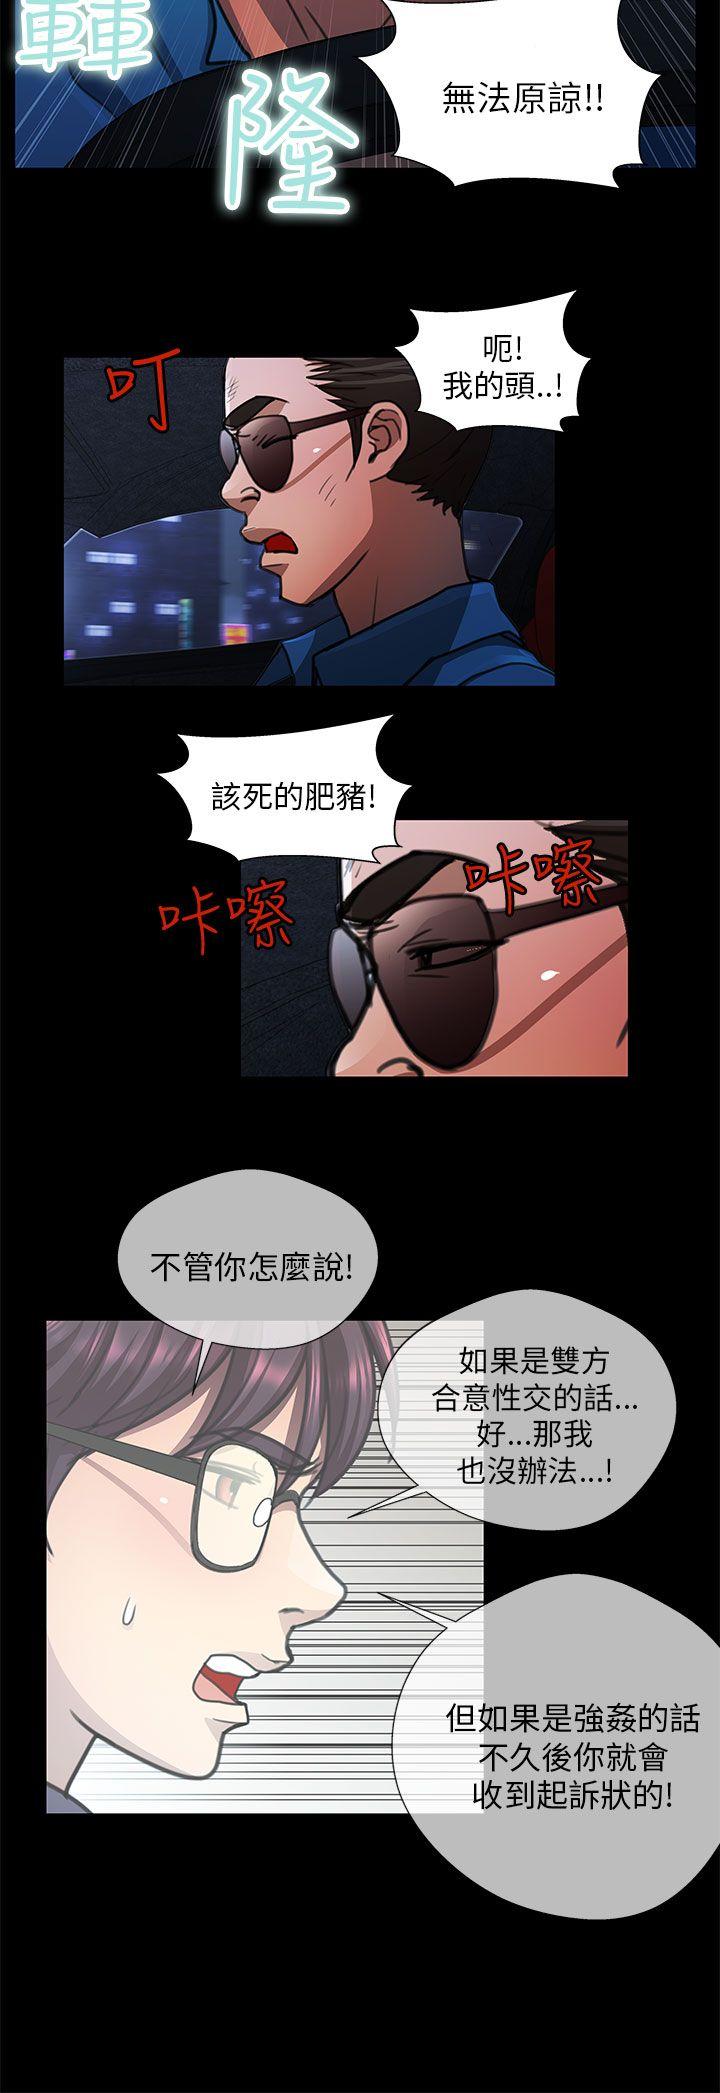 轟
隆
無法原諒!!
呃!
我的頭..!
叮
該死的肥豬!
咔嚓
咔嚓
不管你怎麼說!
如果是雙方
合意性交的話...
好...那我
也沒辦法...!
但如果是強姦的話
不久後你就會
收到起訴狀的!